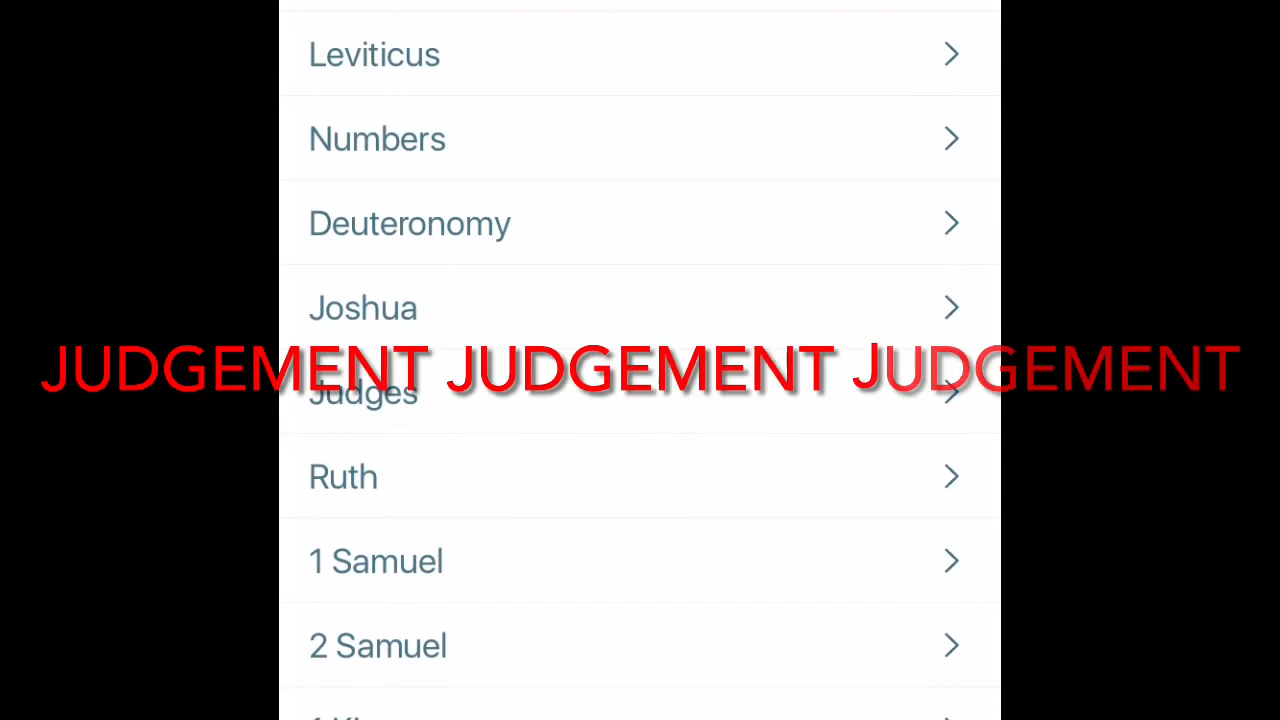 Leviticus
Numbers
Deuteronomy
Joshua
JUDGEMENT JUDGEMENT JUDGEMENT
Judges
Ruth
1 Samuel
2 Samuel